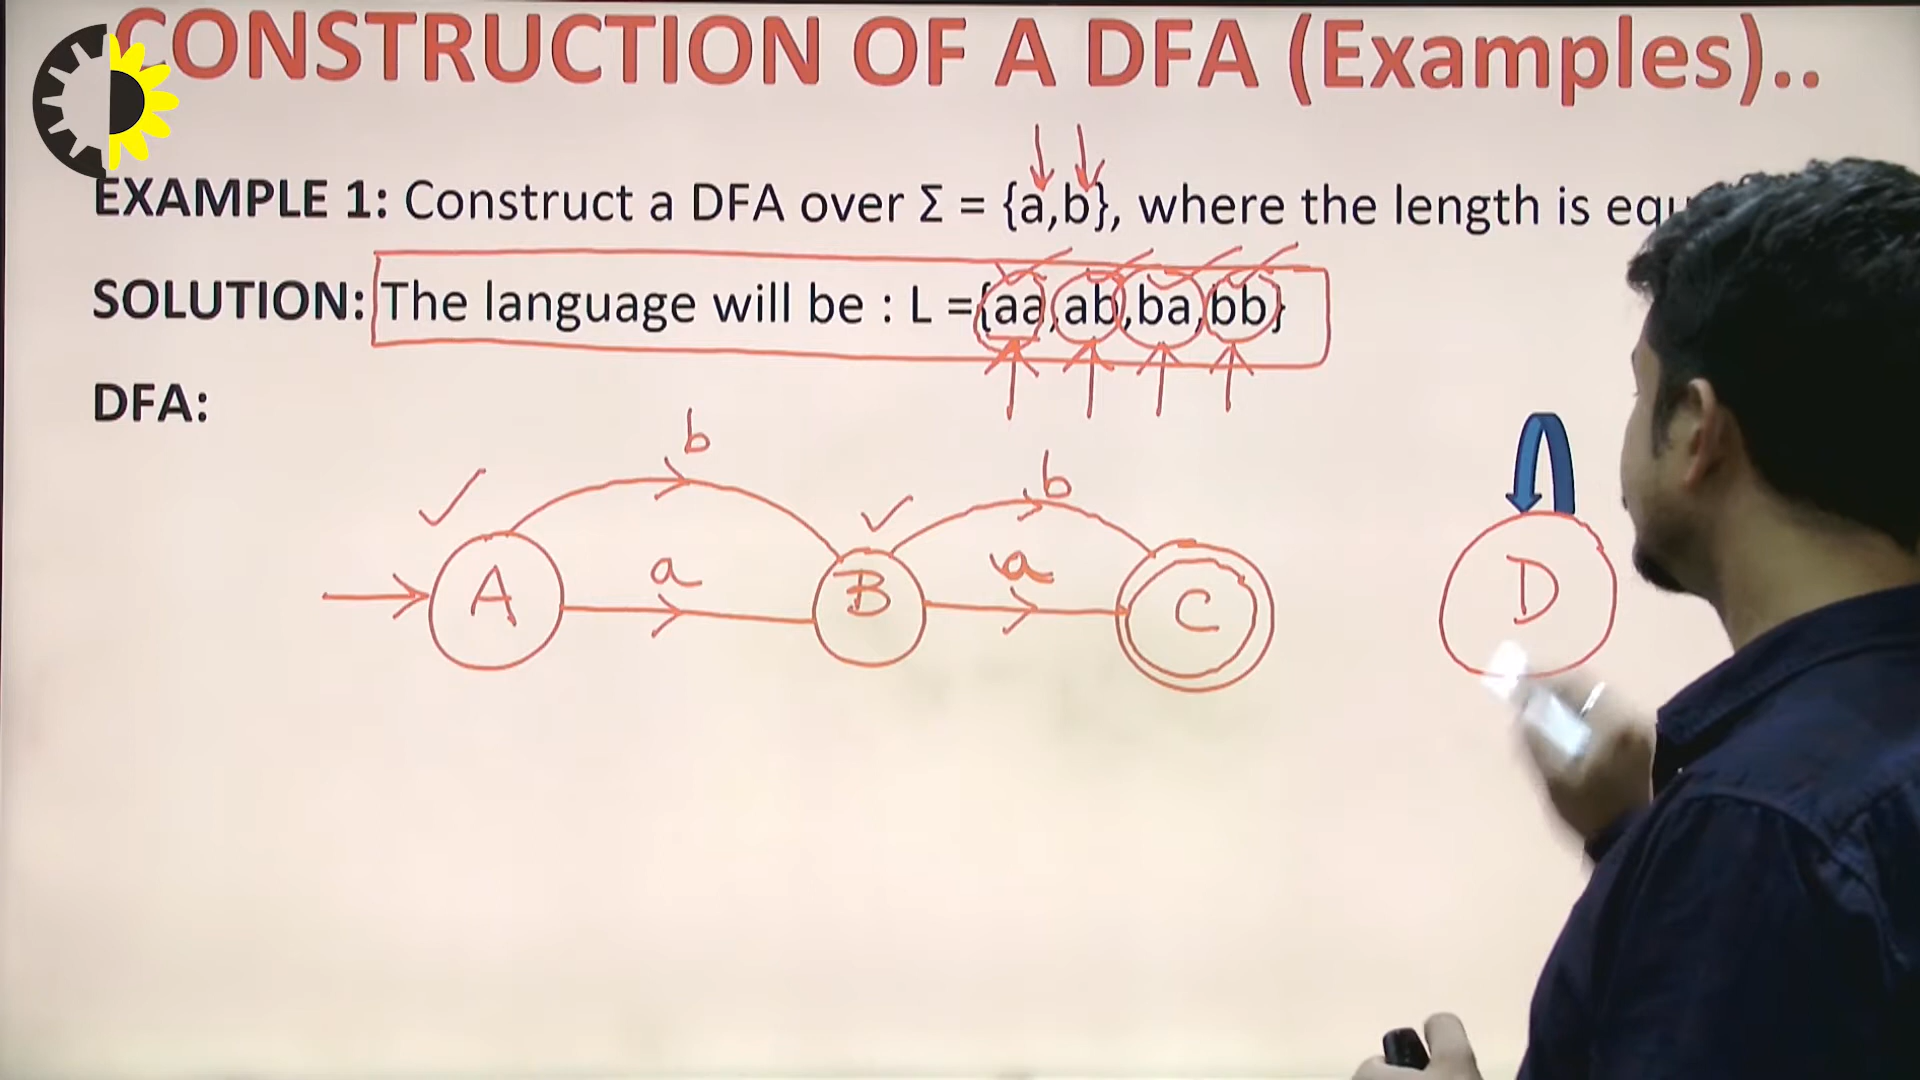 CONSTRUCTION OF A DFA (Examples)..
EXAMPLE 1: Construct a DFA over Σ = {a,b}, where the length is
SOLUTION: The language will be : L ={aa,ab,ba,bb}
DFA:
b
b
a
a
A
B
C
D